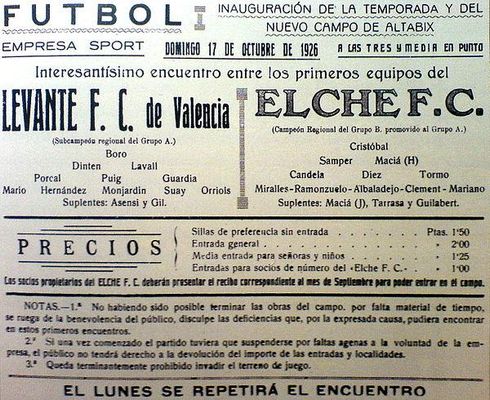 FUTBOL
INAUGURACIÓN DE LA TEMPORADA Y DEL
NUEVO CAMPO DE ALTABIX
EMPRESA SPORT
DOMINGO 17 DE OCTUBRE DE 1926
A LAS TRES Y MEDIA EN PUNTO
Interesantísimo encuentro entre los primeros equipos del
LEVANTE F. C. de Valencia
(Subcampeón regional del Grupo A.)
Boro
Dinten Lavall
Porcal Puig Guardia
Mario Hernández Monjardin Suay Orriols
Suplentes: Asensi y Gil.
ELCHE F. C.
(Campeón Regional del Grupo B. promovido al Grupo A.)
Cristóbal
Samper Maciá (H)
Candela Diez Tormo
Miralles-Ramonzuelo-Albaladejo-Clement-Mariano
Suplentes: Maciá (J), Tarrasa y Guilabert.
PRECIOS
Sillas de preferencia sin entrada Ptas. 1'50
Entrada general » 2'00
Media entrada para señoras y niños » 1'25
Entradas para socios de número del «Elche F. C.» » 1'00
Los socios propietarios del ELCHE F. C. deberán presentar el recibo correspondiente al mes de Septiembre para poder entrar en el campo.
NOTAS.—1.ª No habiendo sido posible terminar las obras del campo, por falta material de tiempo,
se ruega de la benevolencia del público, disculpe las deficiencias que, por la expresada causa, pudiera encontrar
en estos primeros encuentros.
2.ª Si una vez comenzado el partido tuviera que suspenderse por faltas agenas a la voluntad de la em-
presa, el público no tendrá derecho a la devolución del importe de las entradas y localidades.
3.ª Queda terminantemente prohibido invadir el terreno de juego.
EL LUNES SE REPETIRÁ EL ENCUENTRO